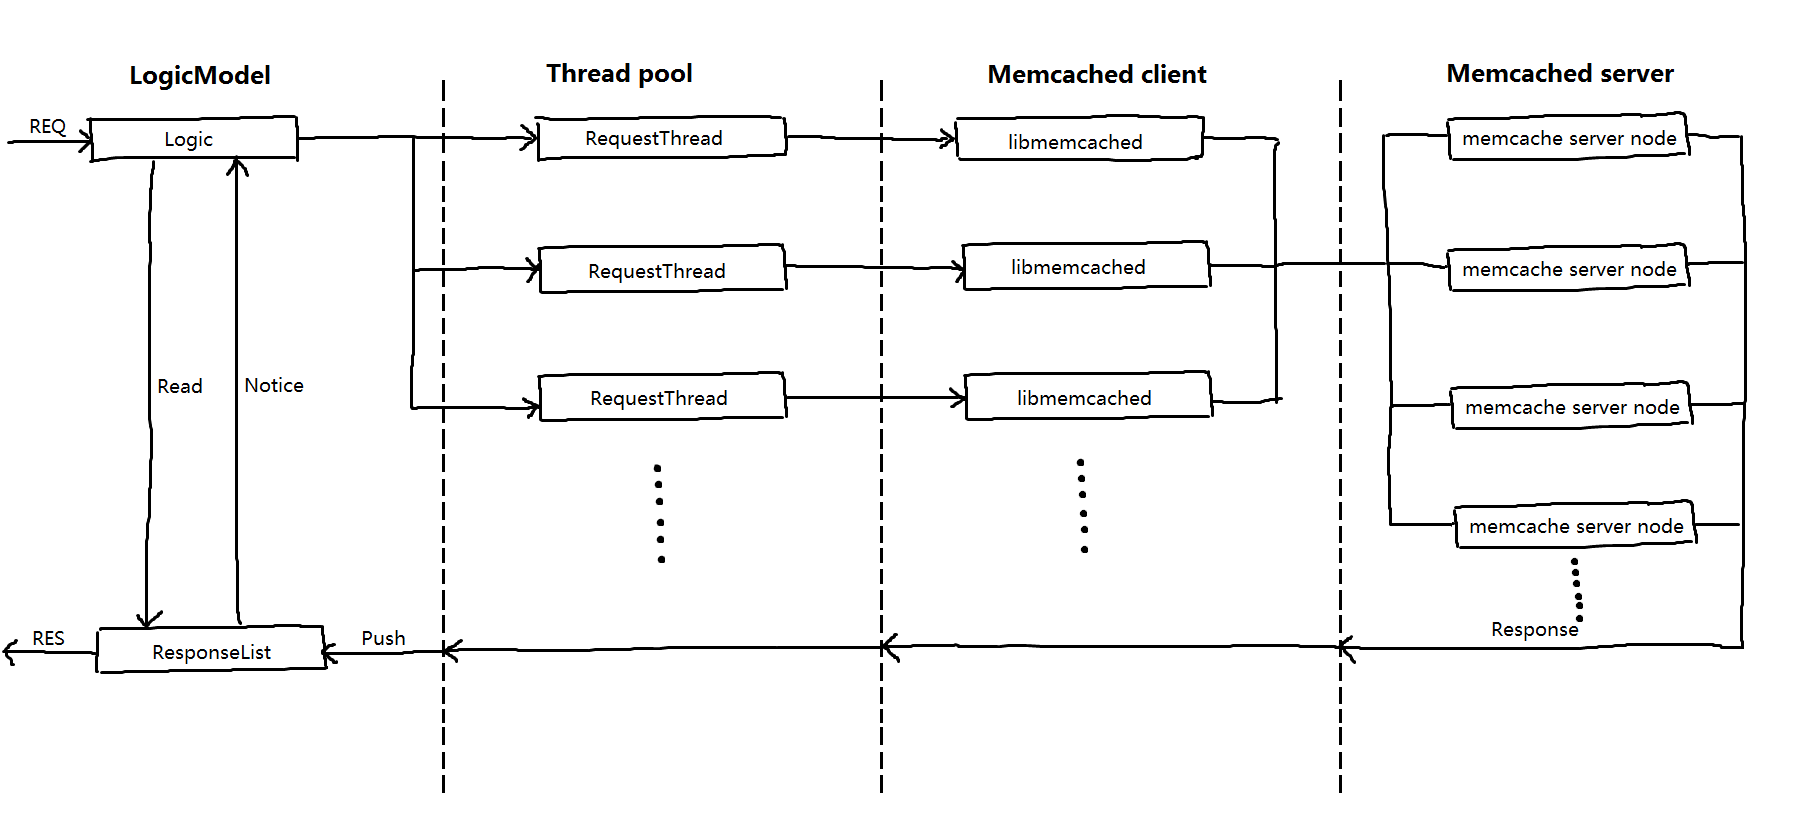 LogicModel
Thread pool
Memcached client
Memcached server
REQ
Logic
RequestThread
libmemcached
memcache server node
RequestThread
libmemcached
memcache server node
Read
Notice
RequestThread
libmemcached
memcache server node
memcache server node
RES
ResponseList
Push
Response